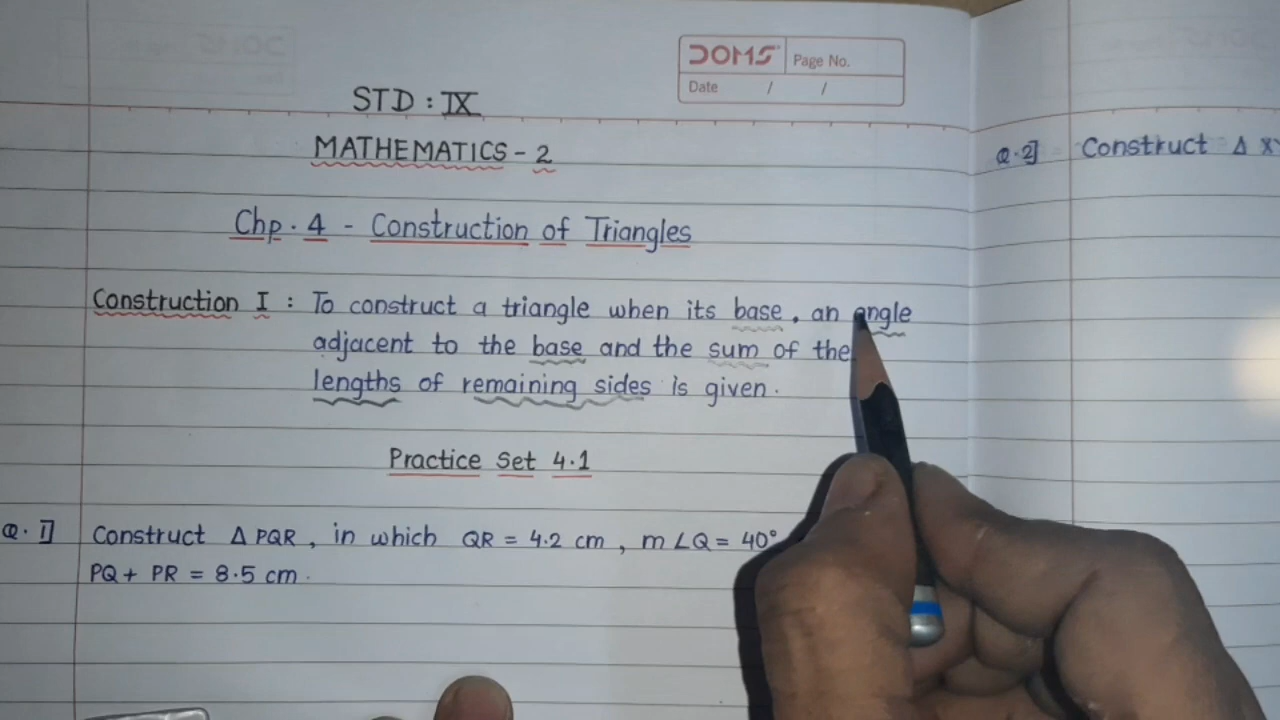 DOMS Page No.
Date / /
STD : IX
MATHEMATICS - 2
Chp. 4 - Construction of Triangles
Construction I : To construct a triangle when its base, an angle
adjacent to the base and the sum of the
lengths of remaining sides is given.
Practice Set 4.1
Q. 1] Construct Δ PQR, in which QR = 4.2 cm, m∠Q = 40°
PQ + PR = 8.5 cm.
Q.2] Construct Δ